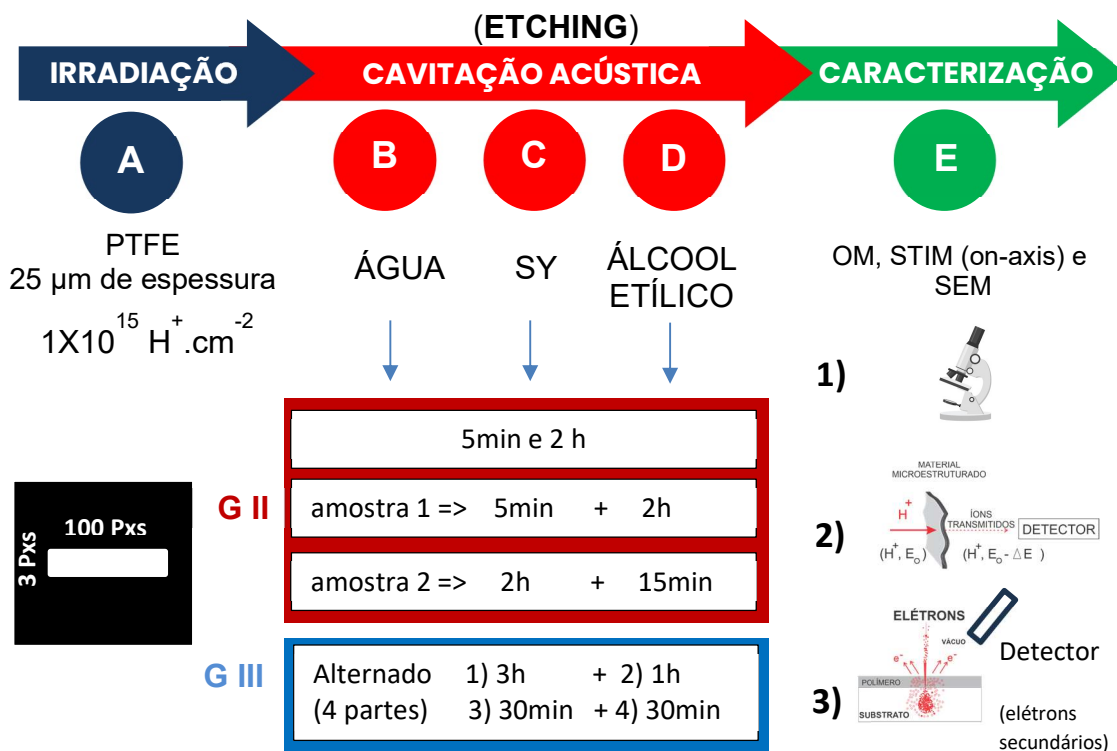 (ETCHING)
IRRADIAÇÃO
CAVITAÇÃO ACÚSTICA
CARACTERIZAÇÃO
A
B
C
D
E
PTFE
25 µm de espessura
1X10^15 H^+.cm^-2
ÁGUA
SY
ÁLCOOL
ETÍLICO
OM, STIM (on-axis) e
SEM
100 Pxs
3 Pxs
G II
5min e 2 h
amostra 1 => 5min + 2h
amostra 2 => 2h + 15min
G III
Alternado 1) 3h + 2) 1h
(4 partes) 3) 30min + 4) 30min
1)
2)
MATERIAL
MICROESTRUTURADO
H^+
ÍONS
TRANSMITIDOS
DETECTOR
(H^+, E_O)
(H^+, E_O - ΔE )
3)
ELÉTRONS
VÁCUO
e^-
e^-
POLÍMERO
SUBSTRATO
Detector
(elétrons
secundários)